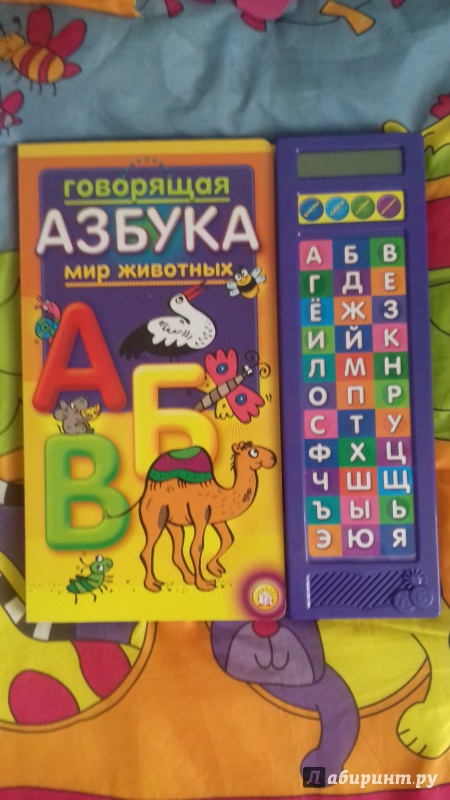 говорящая
АЗБУКА
мир животных
А
Б
В
А Б В
Г Д Е
Ё Ж З
И Й К
Л М Н
О П Р
С Т У
Ф Х Ц
Ч Ш Щ
Ъ Ы Ь
Э Ю Я
Лабиринт.ру